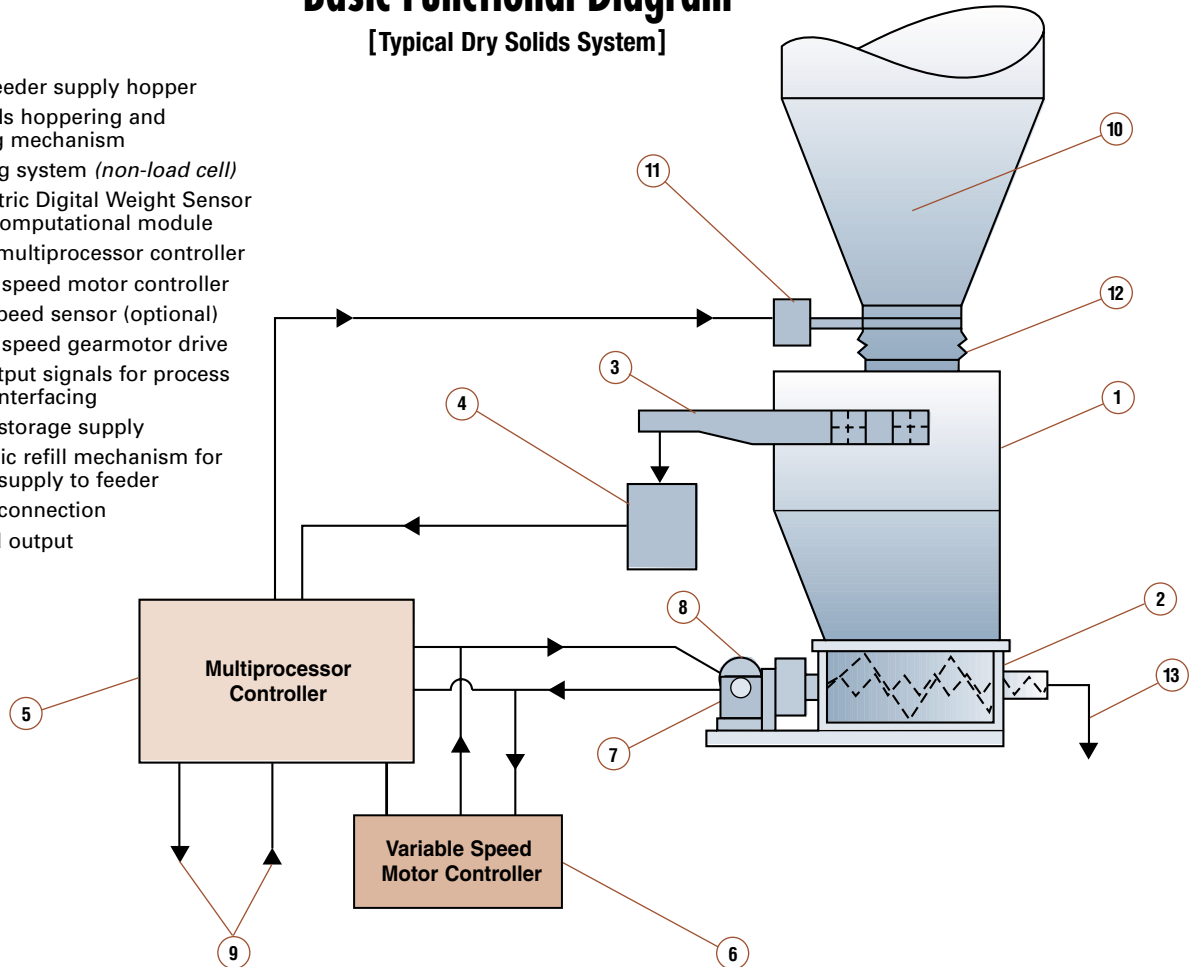 Basic Functional Diagram
[Typical Dry Solids System]
eeder supply hopper
ls hoppering and
g mechanism
g system (non-load cell)
tric Digital Weight Sensor
omputational module
multiprocessor controller
speed motor controller
peed sensor (optional)
speed gearmotor drive
tput signals for process
nterfacing
storage supply
ic refill mechanism for
supply to feeder
connection
l output
10
11
12
3
4
1
8
2
Multiprocessor
Controller
13
5
7
Variable Speed
Motor Controller
9
6